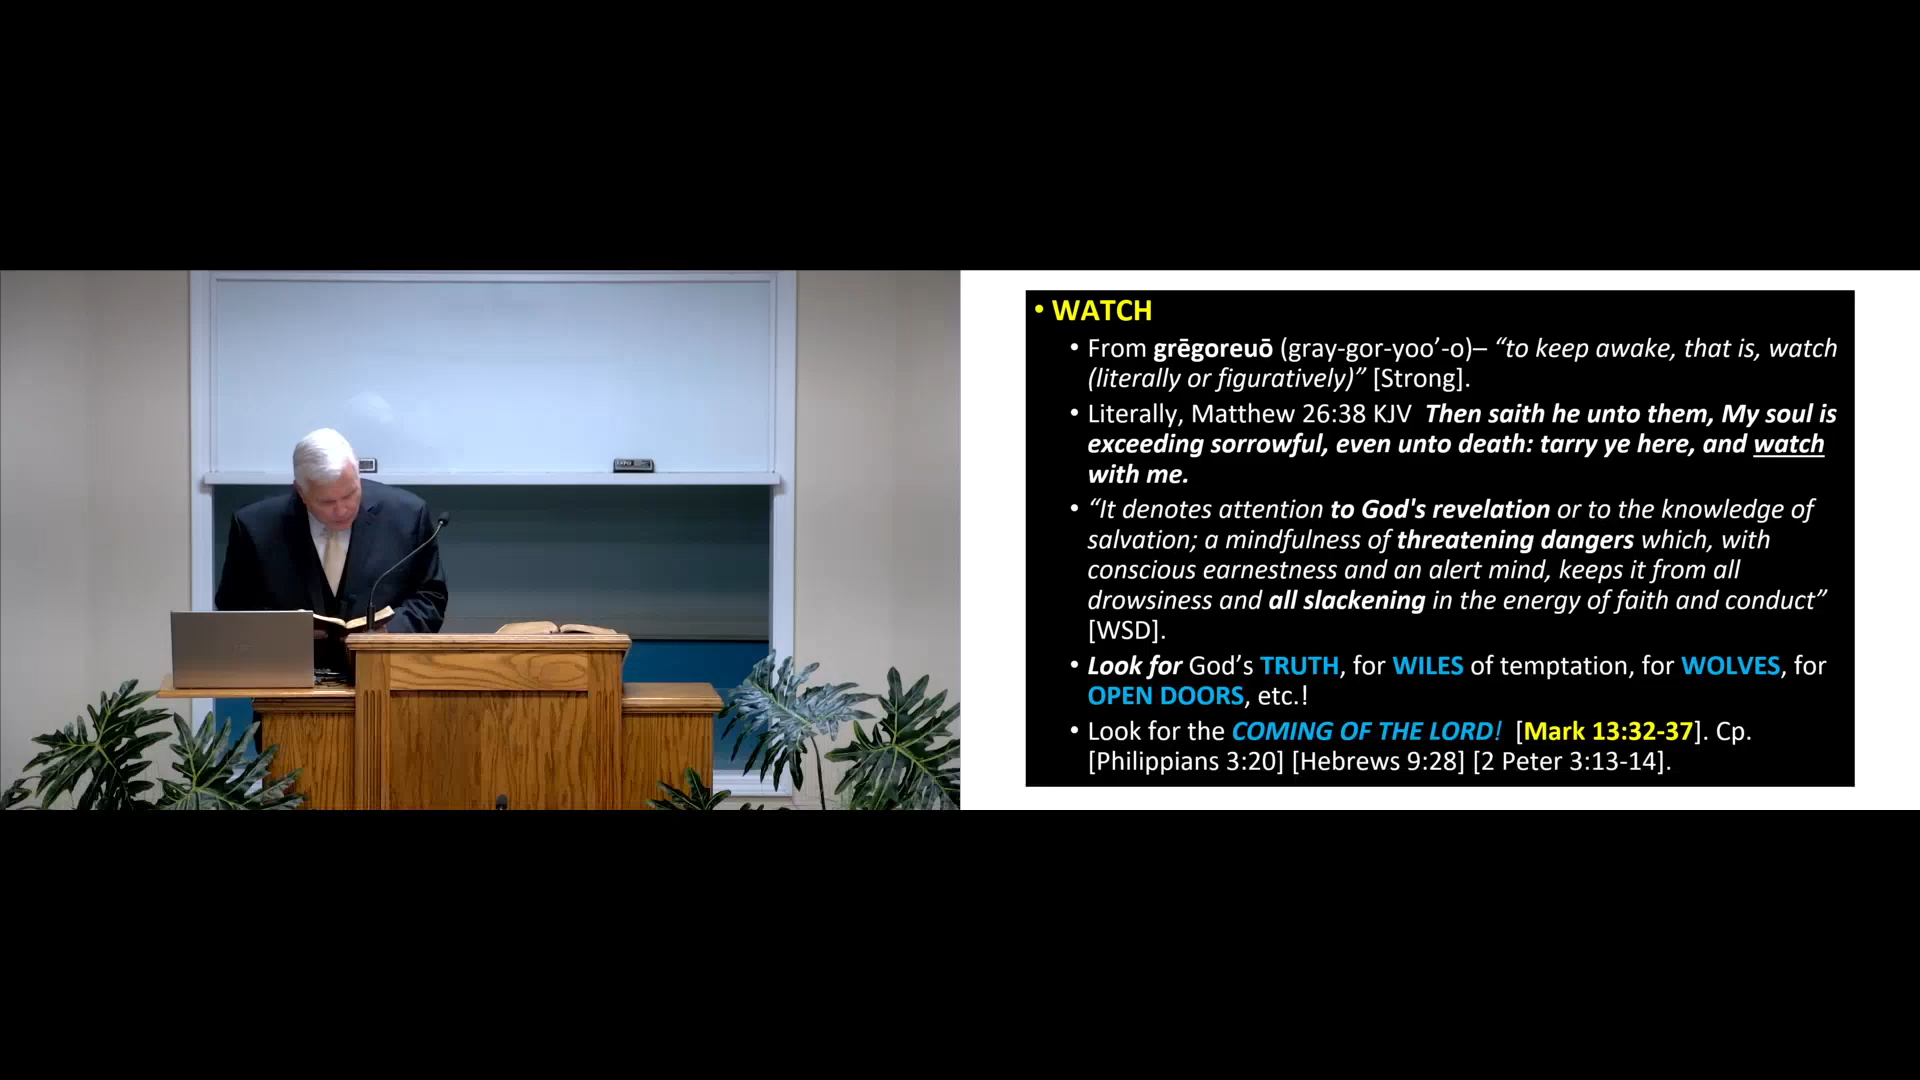 • WATCH
• From grēgoreuō (gray-gor-yoo’-o)– “to keep awake, that is, watch
(literally or figuratively)” [Strong].
• Literally, Matthew 26:38 KJV Then saith he unto them, My soul is
exceeding sorrowful, even unto death: tarry ye here, and watch
with me.
• “It denotes attention to God's revelation or to the knowledge of
salvation; a mindfulness of threatening dangers which, with
conscious earnestness and an alert mind, keeps it from all
drowsiness and all slackening in the energy of faith and conduct”
[WSD].
• Look for God’s TRUTH, for WILES of temptation, for WOLVES, for
OPEN DOORS, etc.!
• Look for the COMING OF THE LORD! [Mark 13:32-37]. Cp.
[Philippians 3:20] [Hebrews 9:28] [2 Peter 3:13-14].